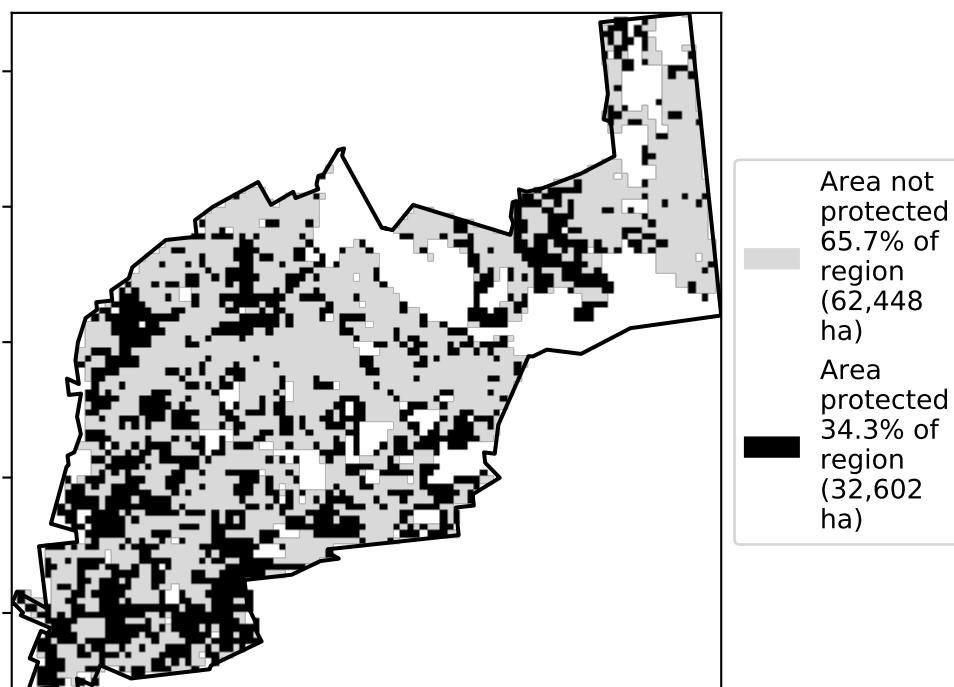 Area not
protected
65.7% of
region
(62,448
ha)
Area
protected
34.3% of
region
(32,602
ha)